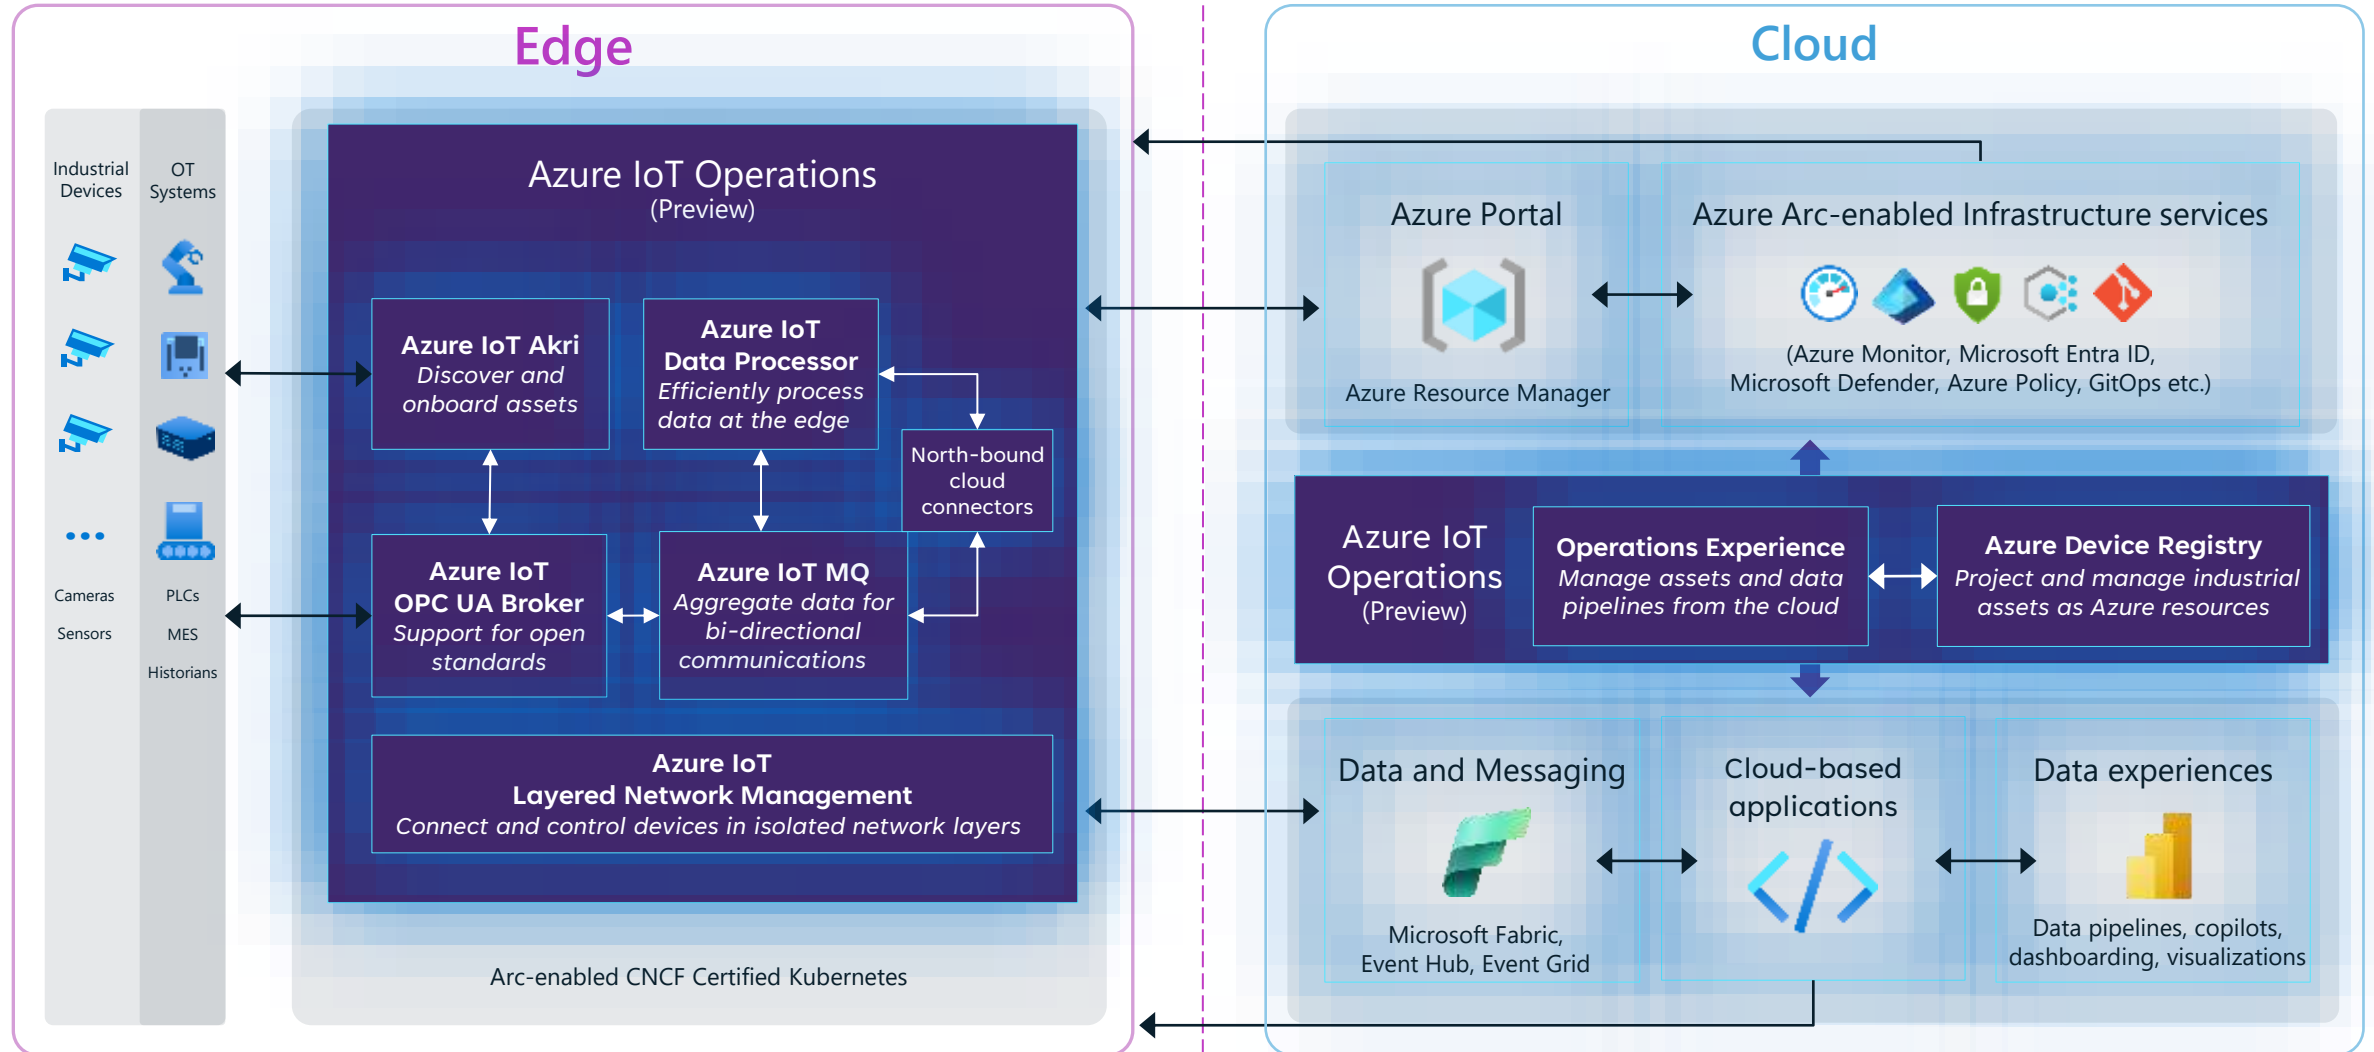 Edge
Industrial
Devices
OT
Systems
...
Cameras
Sensors
PLCs
MES
Historians
Azure IoT Operations
(Preview)
Azure IoT Akri
Discover and
onboard assets
Azure IoT
Data Processor
Efficiently process
data at the edge
North-bound
cloud
connectors
Azure IoT
OPC UA Broker
Support for open
standards
Azure IoT MQ
Aggregate data for
bi-directional
communications
Azure IoT
Layered Network Management
Connect and control devices in isolated network layers
Arc-enabled CNCF Certified Kubernetes
Cloud
Azure Portal
Azure Resource Manager
Azure Arc-enabled Infrastructure services
(Azure Monitor, Microsoft Entra ID,
Microsoft Defender, Azure Policy, GitOps etc.)
Azure IoT
Operations
(Preview)
Operations Experience
Manage assets and data
pipelines from the cloud
Azure Device Registry
Project and manage industrial
assets as Azure resources
Data and Messaging
Microsoft Fabric,
Event Hub, Event Grid
Cloud-based
applications
Data experiences
Data pipelines, copilots,
dashboarding, visualizations